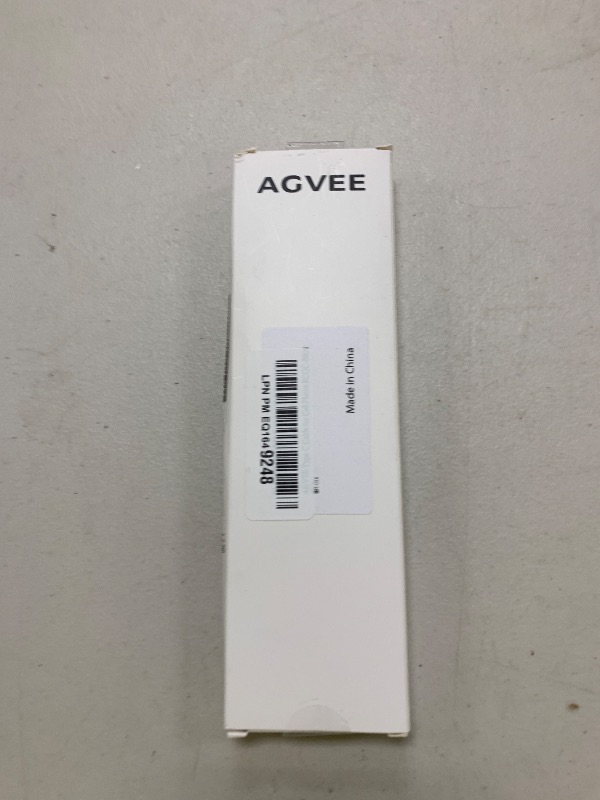 AGVEE
Made in China
LPN PM EQ1649248